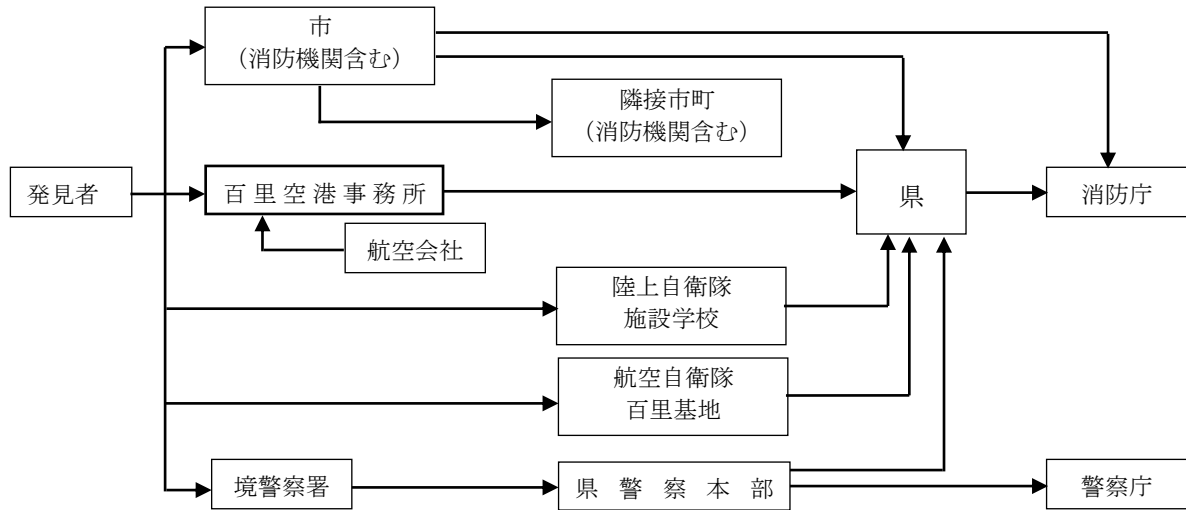 市
（消防機関含む）
隣接市町
（消防機関含む）
発見者
百里空港事務所
県
消防庁
航空会社
陸上自衛隊
施設学校
航空自衛隊
百里基地
境警察署
県警察本部
警察庁